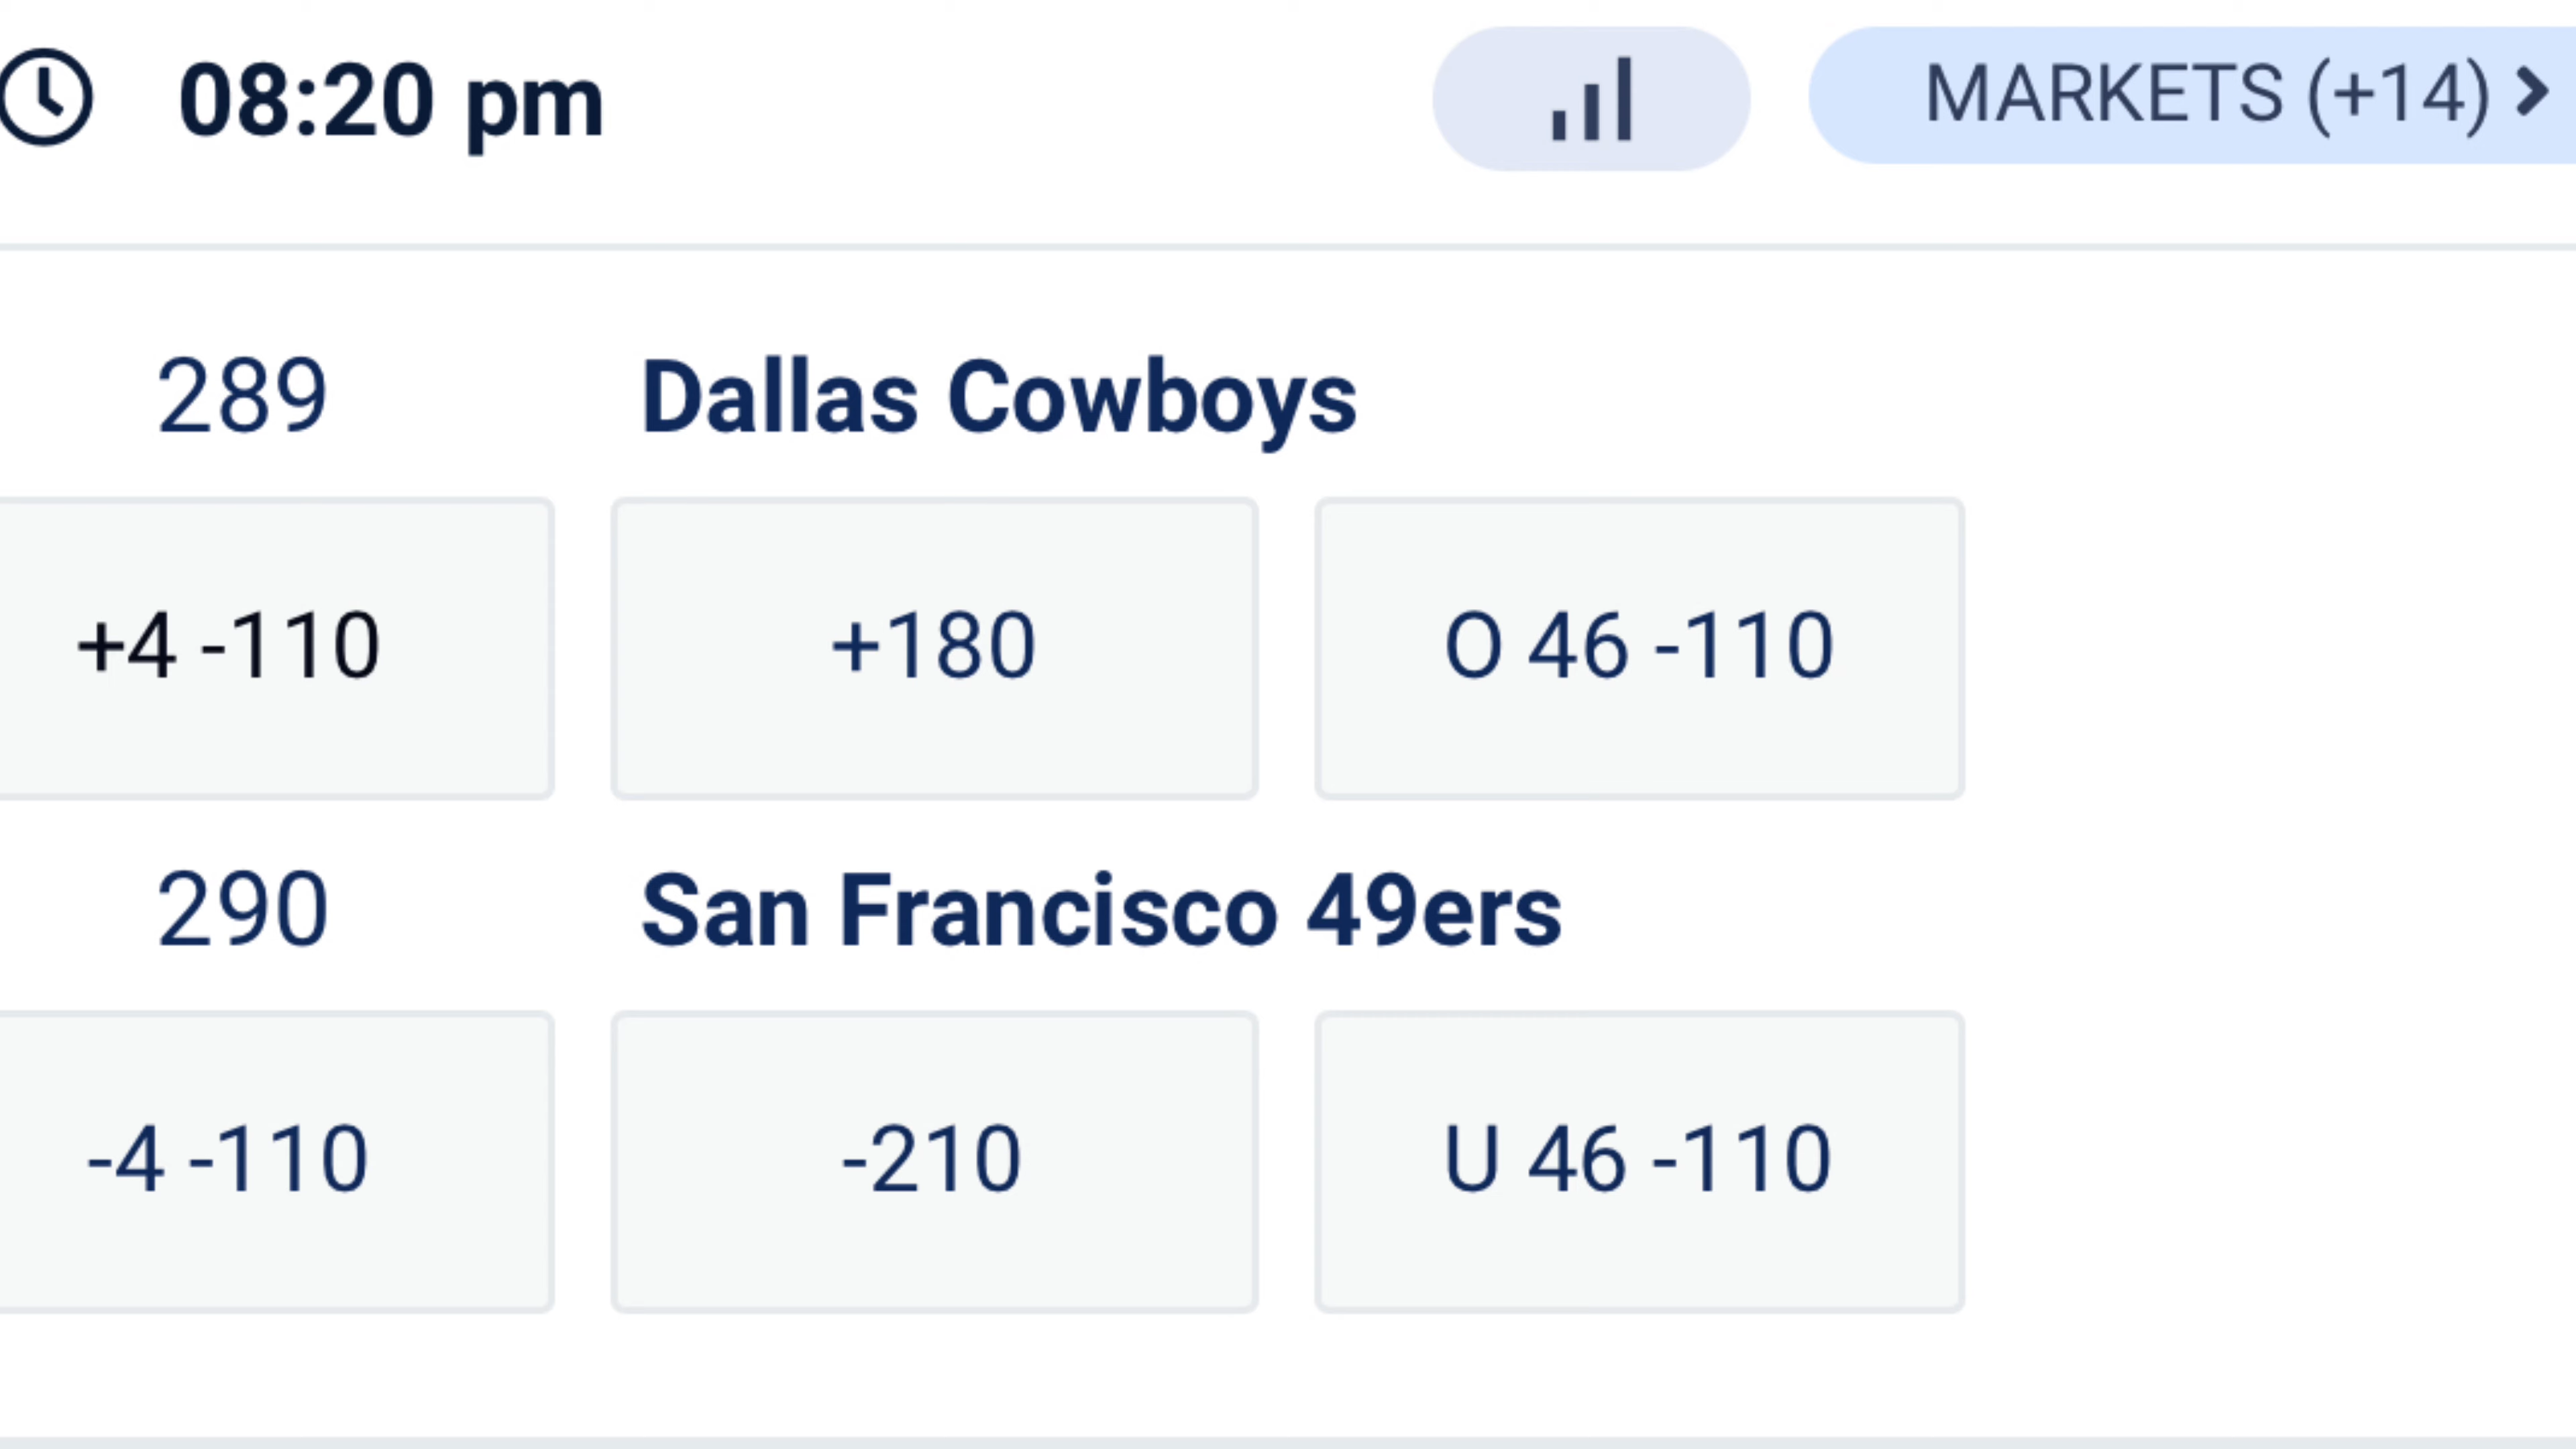 08:20 pm MARKETS (+14)
289 Dallas Cowboys
+4 -110 +180 O 46 -110
290 San Francisco 49ers
-4 -110 -210 U 46 -110